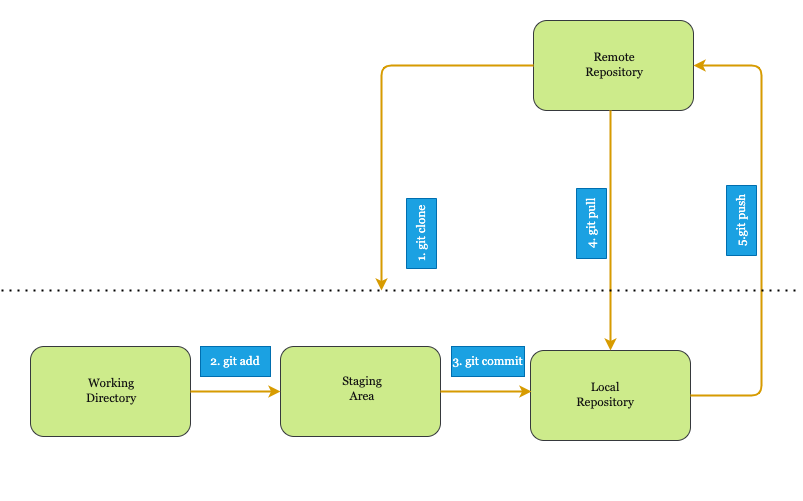 Remote
Repository
1. git clone
4. git pull
5.git push
2. git add
3. git commit
Working
Directory
Staging
Area
Local
Repository